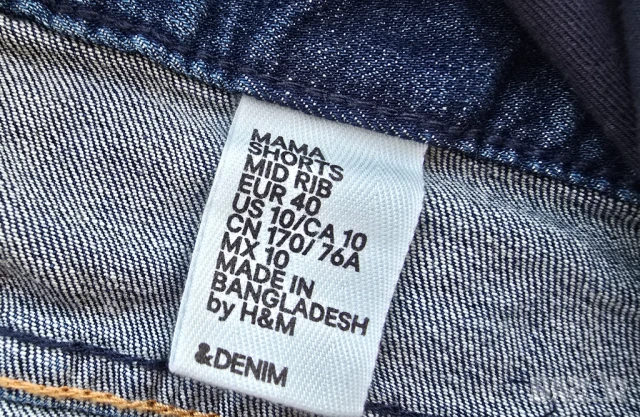 MAMA
SHORTS
MID RIB
EUR 40
US 10/CA 10
CN 170/ 76A
MX 10
MADE IN
BANGLADESH
by H&M
&DENIM